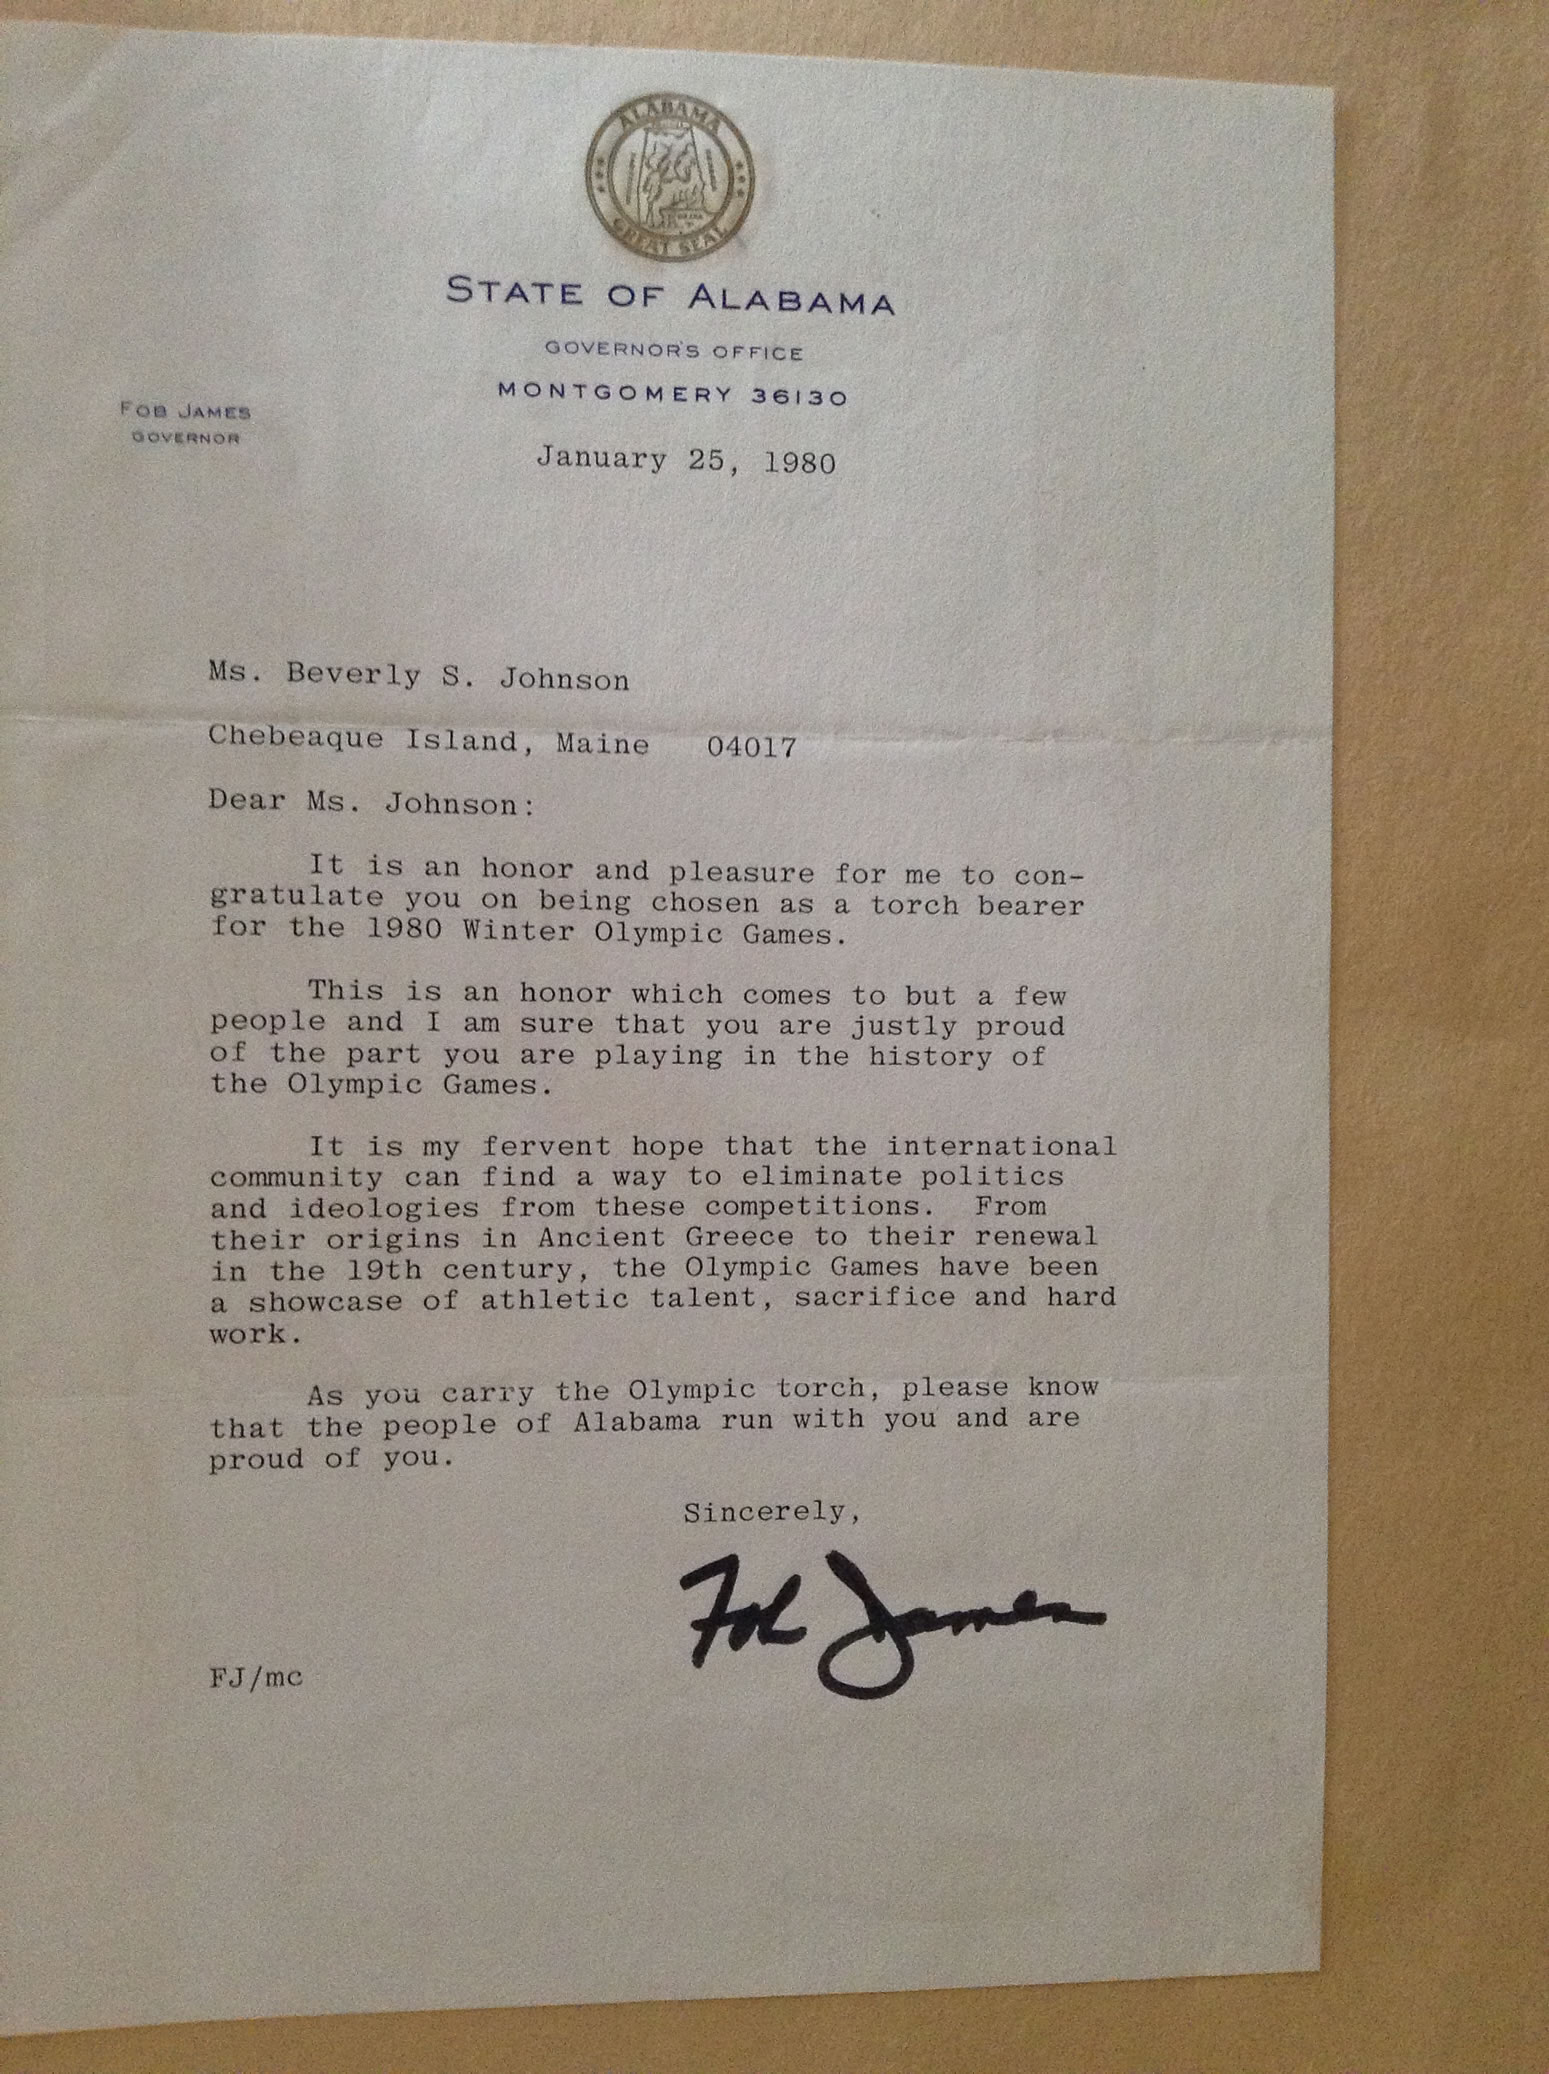 ALABAMA
GREAT SEAL
STATE OF ALABAMA
GOVERNOR'S OFFICE
MONTGOMERY 36130
FOB JAMES
GOVERNOR
January 25, 1980
Ms. Beverly S. Johnson
Chebeaque Island, Maine 04017
Dear Ms. Johnson:
It is an honor and pleasure for me to con-
gratulate you on being chosen as a torch bearer
for the 1980 Winter Olympic Games.
This is an honor which comes to but a few
people and I am sure that you are justly proud
of the part you are playing in the history of
the Olympic Games.
It is my fervent hope that the international
community can find a way to eliminate politics
and ideologies from these competitions. From
their origins in Ancient Greece to their renewal
in the 19th century, the Olympic Games have been
a showcase of athletic talent, sacrifice and hard
work.
As you carry the Olympic torch, please know
that the people of Alabama run with you and are
proud of you.
Sincerely,
Fob James
FJ/mc